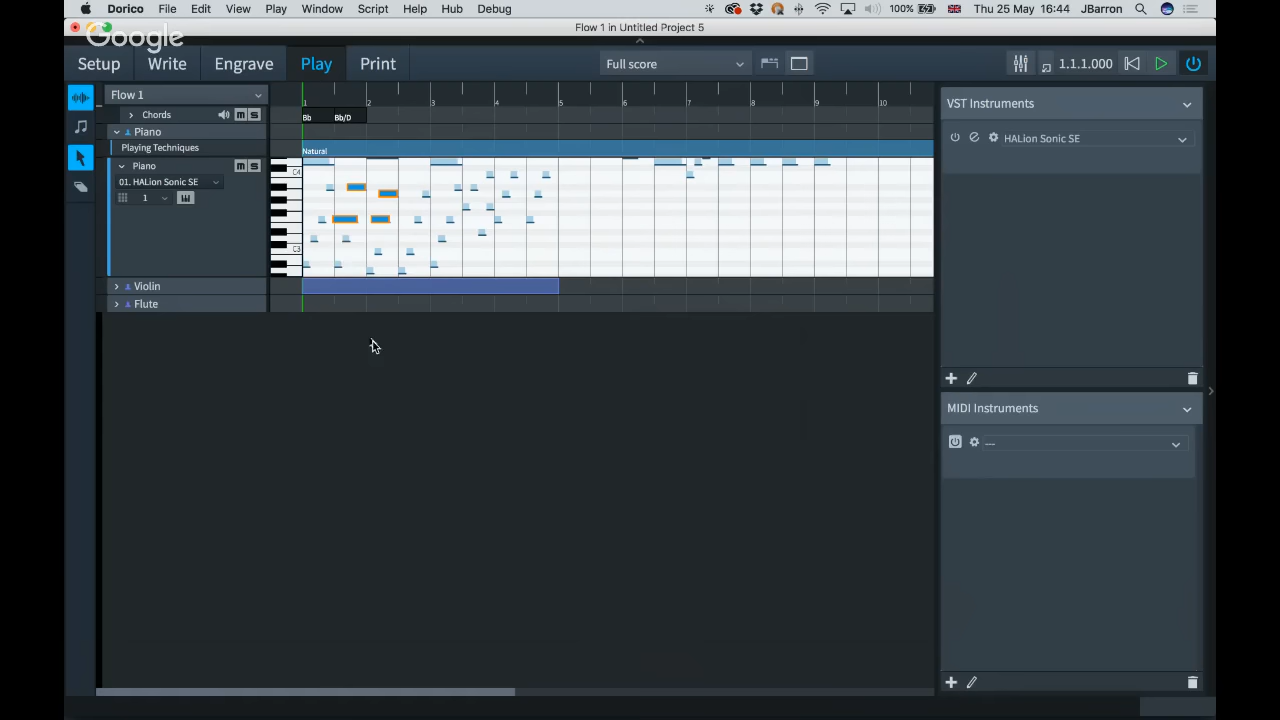 Dorico File Edit View Play Window Script Help Hub Debug 100% Thu 25 May 16:44 JBarron
Flow 1 in Untitled Project 5
Google
Setup Write Engrave Play Print Full score 1.1.1.000
Flow 1 1 2 3 4 5 6 7 8 9 10
Chords M S Bb Bb/D
Piano
Playing Techniques Natural
Piano M S
01. HALion Sonic SE
1
C4
C3
Violin
Flute
VST Instruments
HALion Sonic SE
MIDI Instruments
—